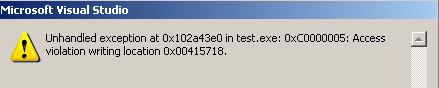 Microsoft Visual Studio
Unhandled exception at 0x102a43e0 in test.exe: 0xC0000005: Access
violation writing location 0x00415718.